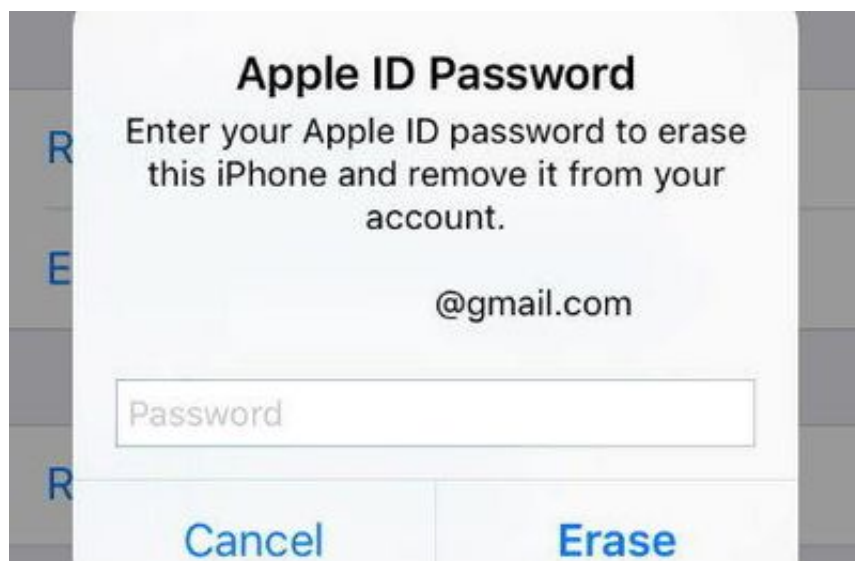 Apple ID Password
Enter your Apple ID password to erase
this iPhone and remove it from your
account.
@gmail.com
Password
Cancel
Erase